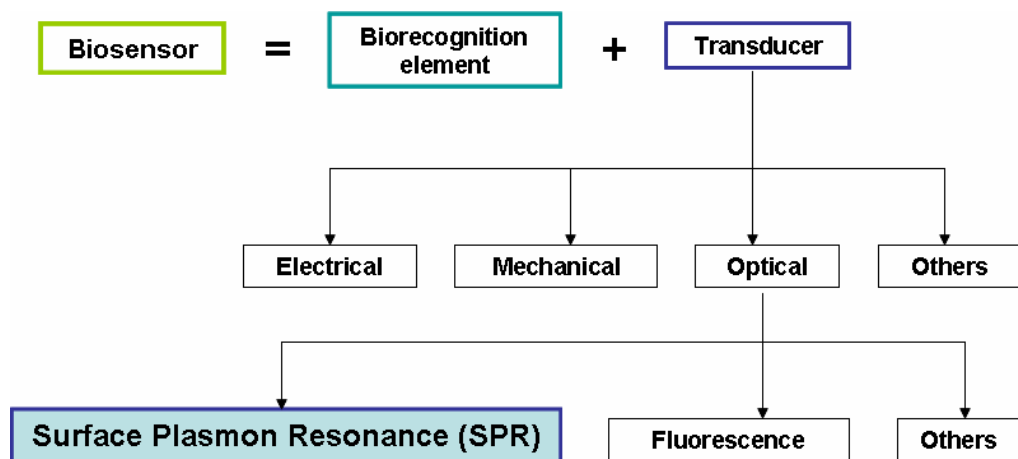 Biosensor = Biorecognition element + Transducer
Electrical Mechanical Optical Others
Surface Plasmon Resonance (SPR) Fluorescence Others